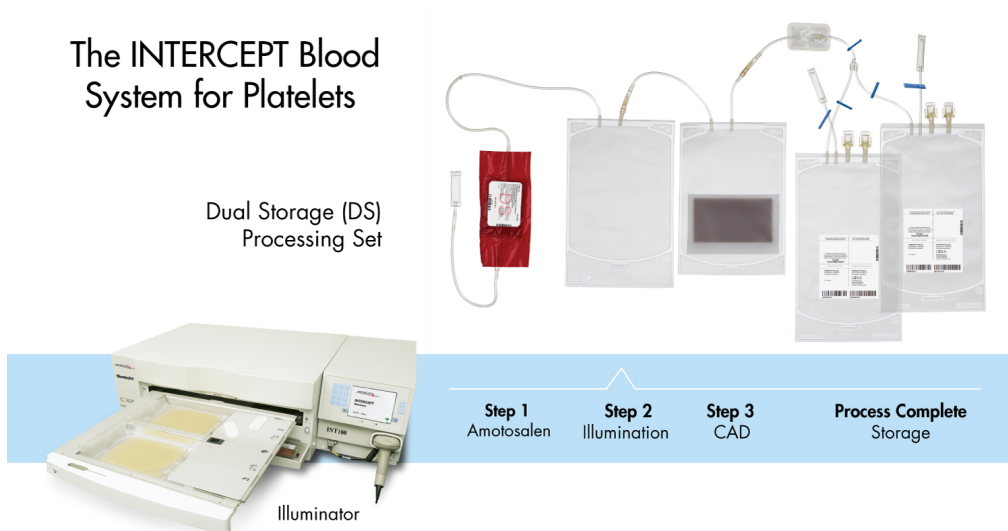 The INTERCEPT Blood
System for Platelets
Dual Storage (DS)
Processing Set
DS
INTERCEPT
INT100
Illuminator
Step 1
Amotosalen
Step 2
Illumination
Step 3
CAD
Process Complete
Storage